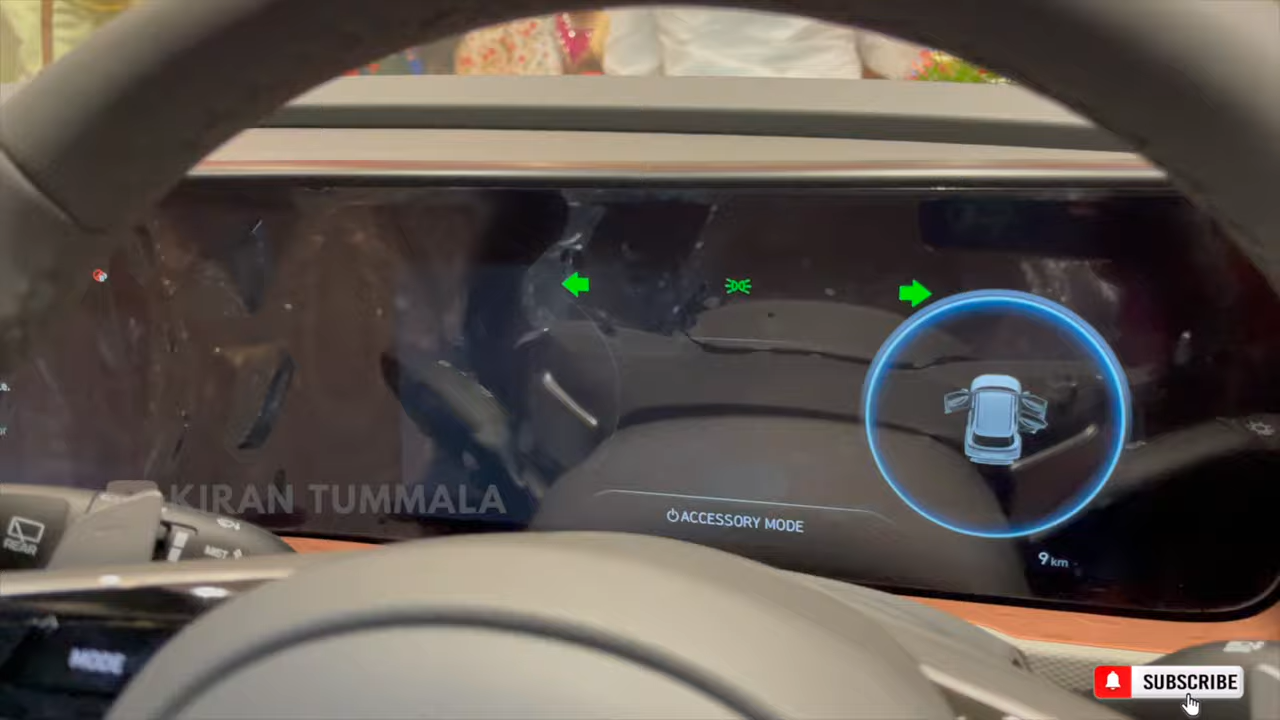 KIRAN TUMMALA
ACCESSORY MODE
9 km
REAR
MODE
SUBSCRIBE